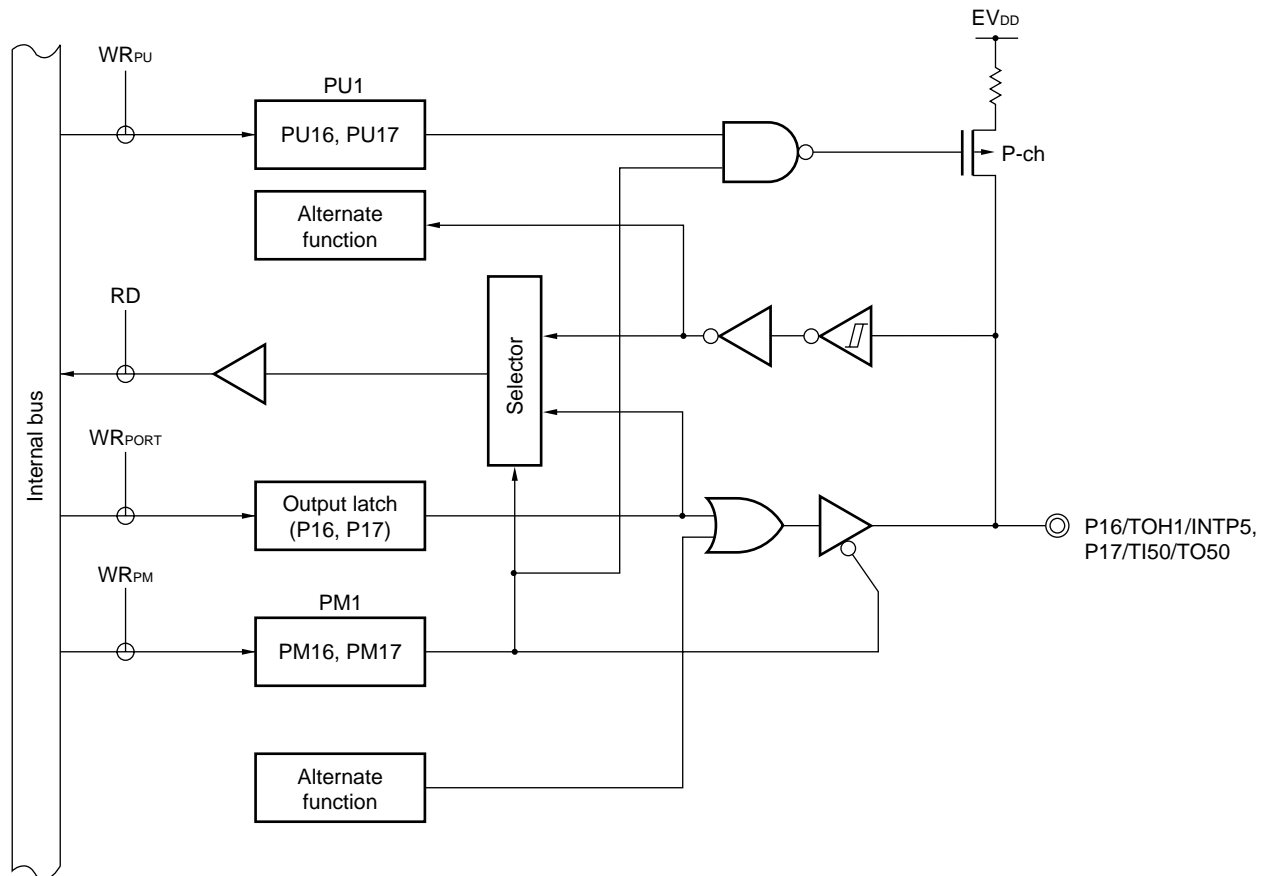 EVDD
WRPU
PU1
PU16, PU17
P-ch
Alternate
function
RD
Selector
Internal bus
WRPORT
Output latch
(P16, P17)
P16/TOH1/INTP5,
P17/TI50/TO50
WRPM
PM1
PM16, PM17
Alternate
function